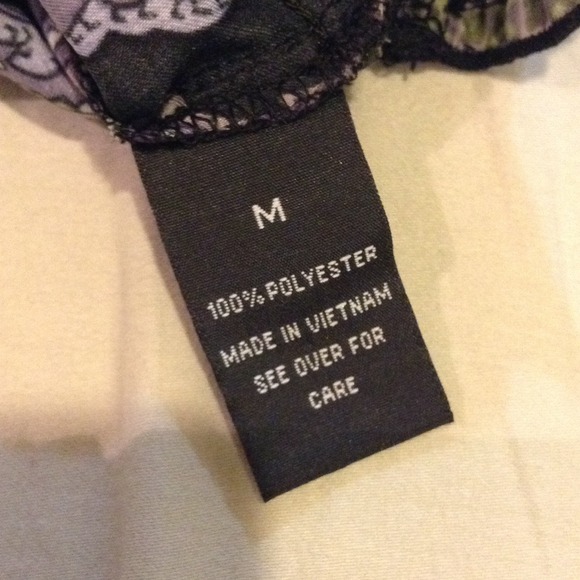 M
100% POLYESTER
MADE IN VIETNAM
SEE OVER FOR
CARE